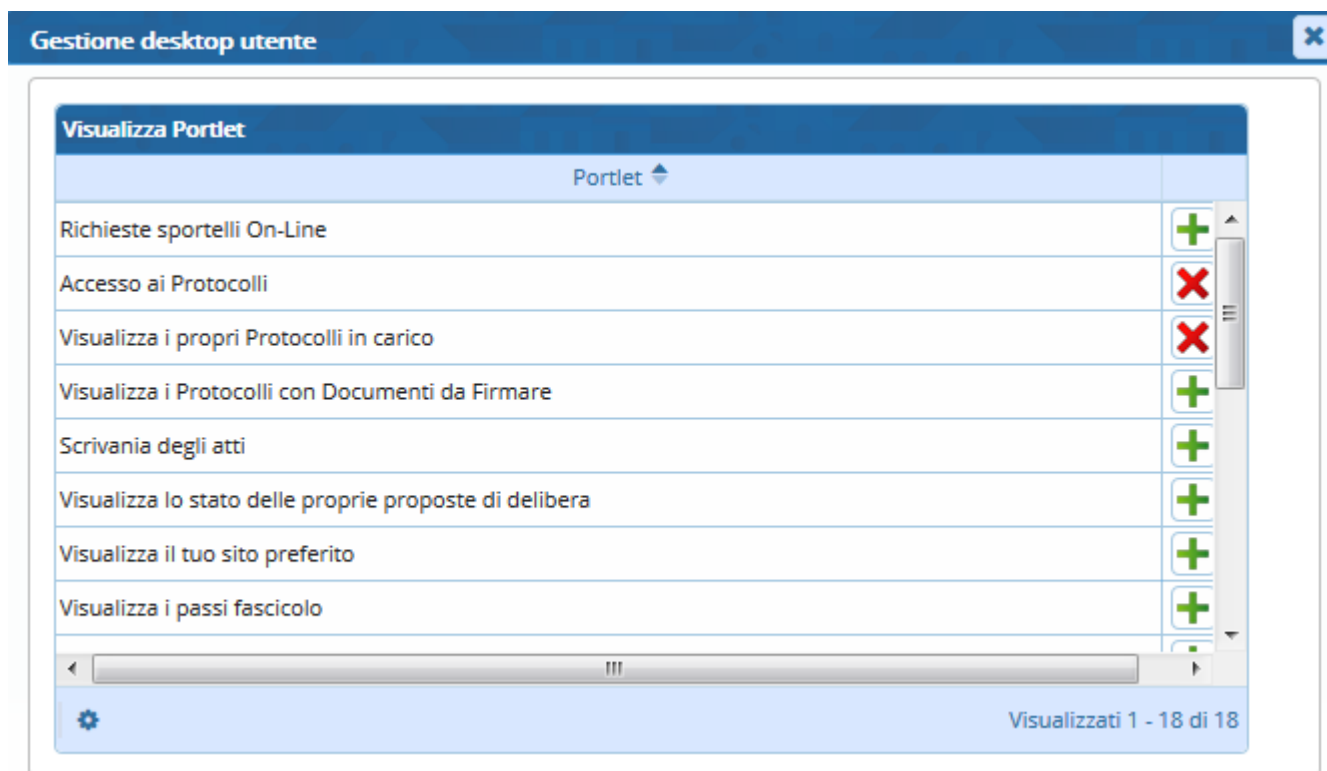 Gestione desktop utente
Visualizza Portlet
Portlet
Richieste sportelli On-Line
Accesso ai Protocolli
Visualizza i propri Protocolli in carico
Visualizza i Protocolli con Documenti da Firmare
Scrivania degli atti
Visualizza lo stato delle proprie proposte di delibera
Visualizza il tuo sito preferito
Visualizza i passi fascicolo
Visualizzati 1 - 18 di 18